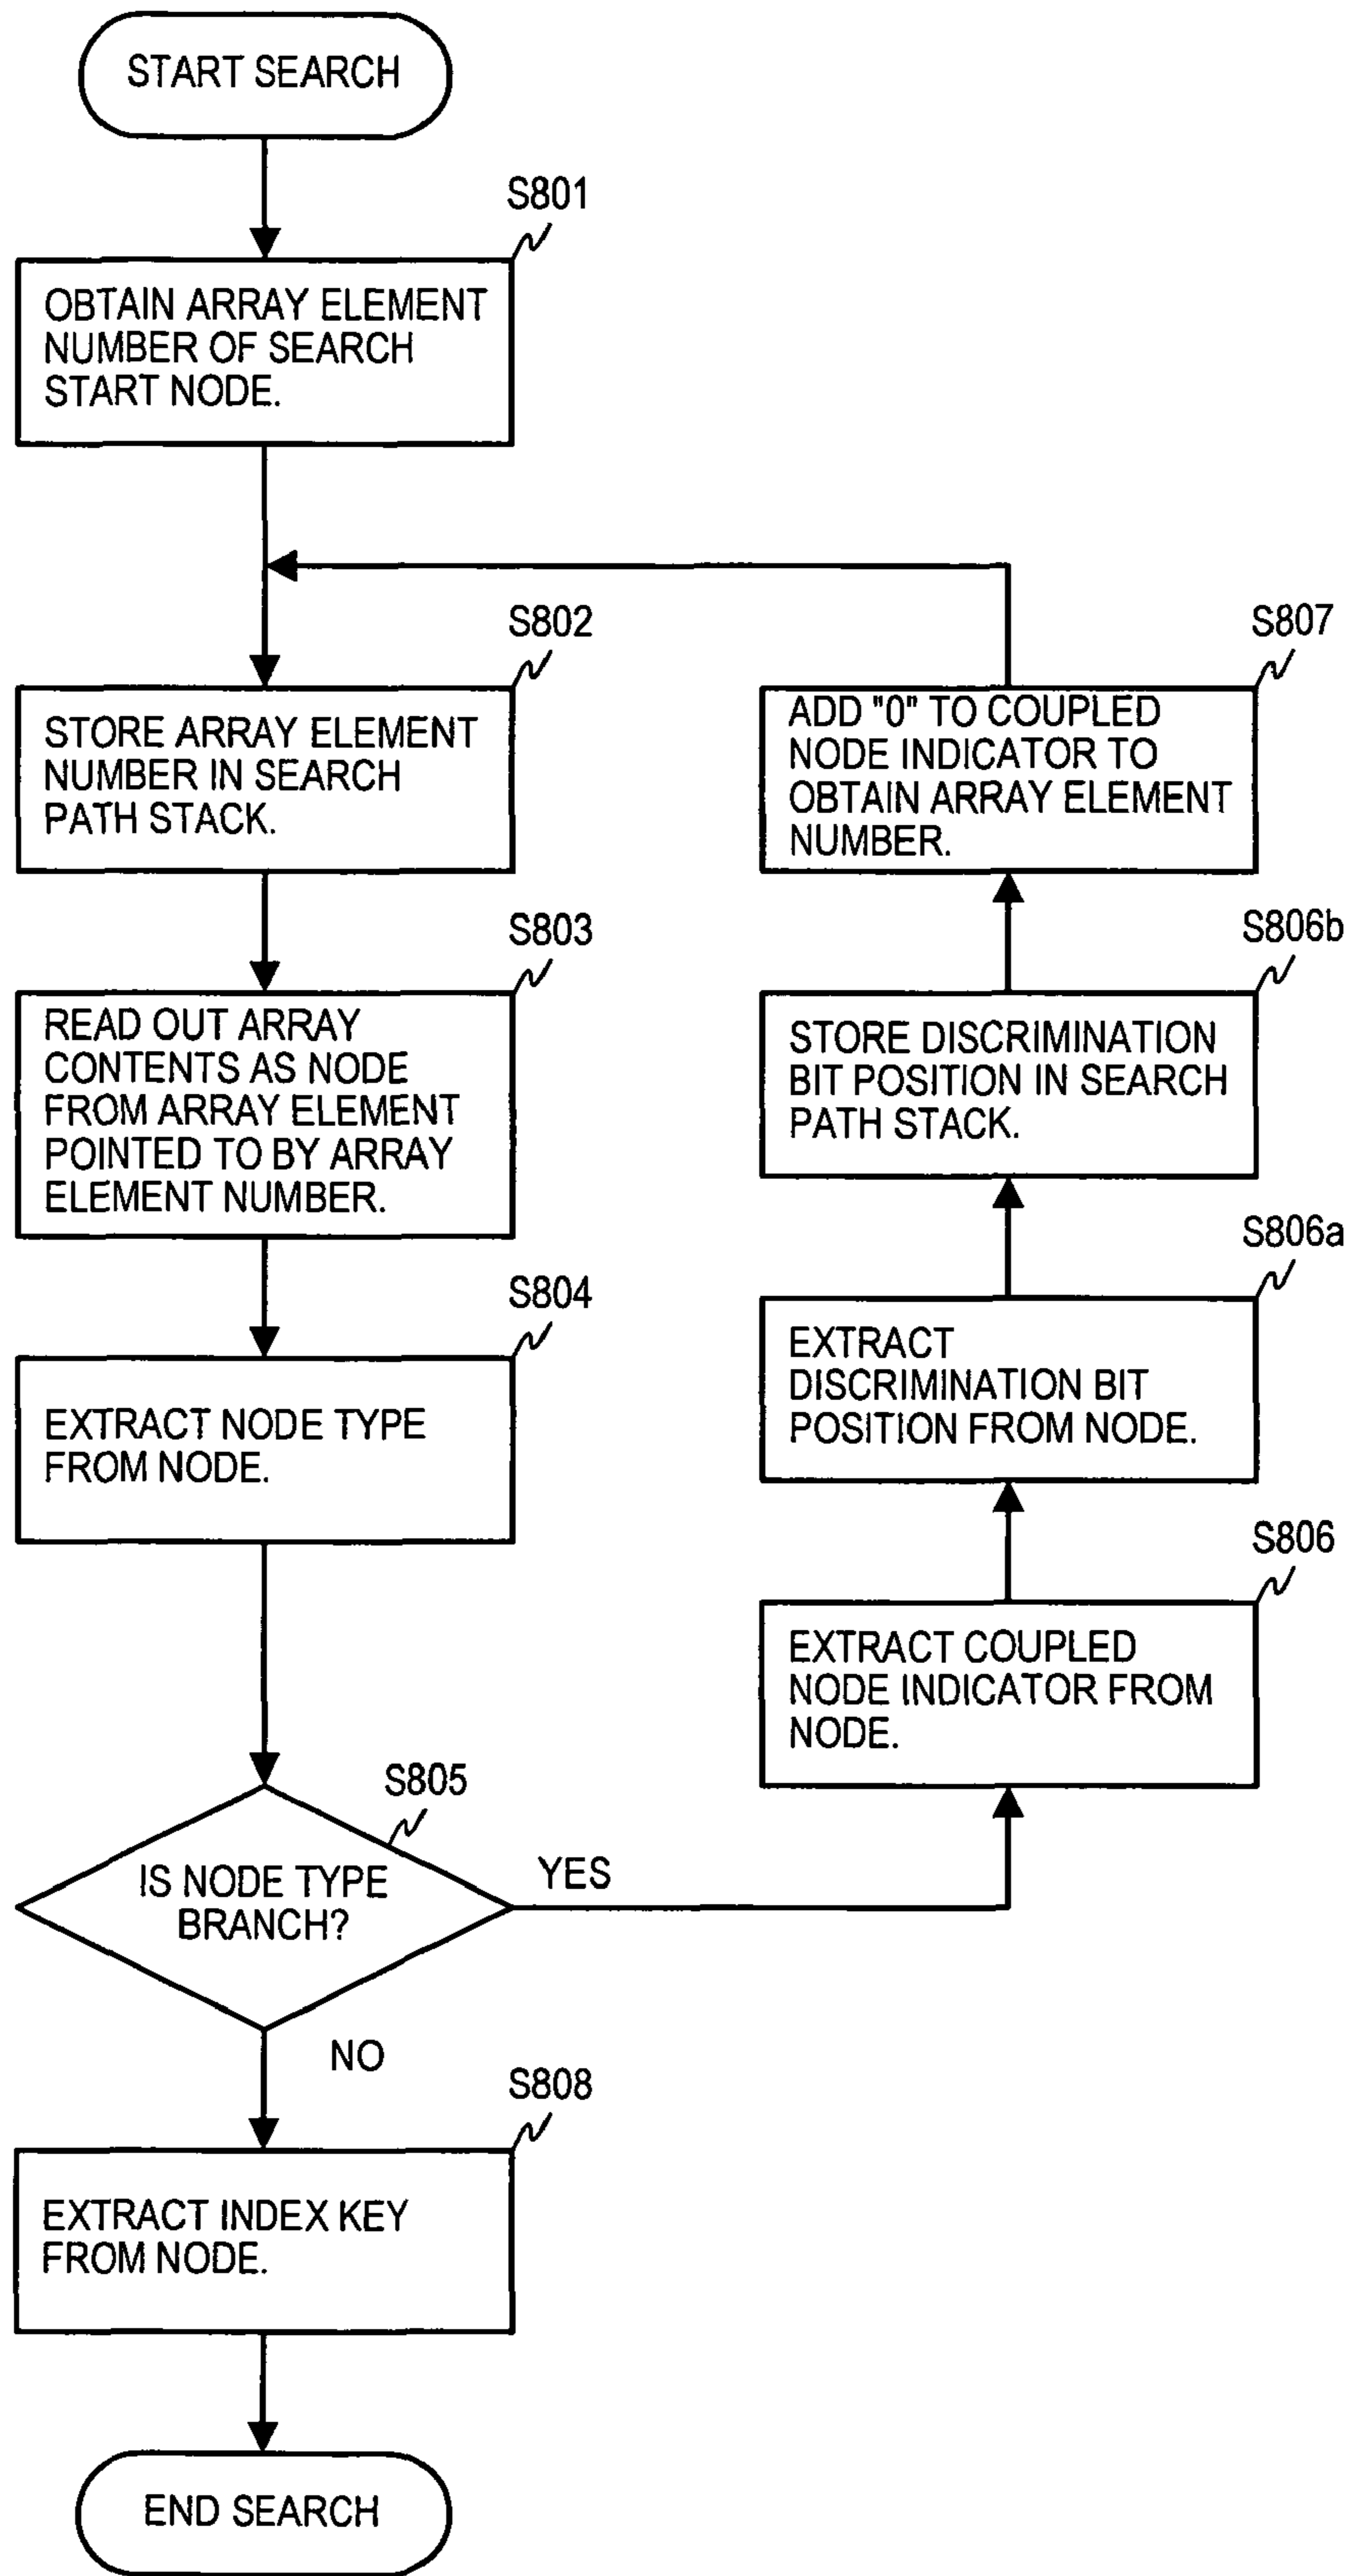 START SEARCH
S801
OBTAIN ARRAY ELEMENT
NUMBER OF SEARCH
START NODE.
S802
STORE ARRAY ELEMENT
NUMBER IN SEARCH
PATH STACK.
S803
READ OUT ARRAY
CONTENTS AS NODE
FROM ARRAY ELEMENT
POINTED TO BY ARRAY
ELEMENT NUMBER.
S804
EXTRACT NODE TYPE
FROM NODE.
S805
IS NODE TYPE
BRANCH?
YES
NO
S806
EXTRACT COUPLED
NODE INDICATOR FROM
NODE.
S806a
EXTRACT
DISCRIMINATION BIT
POSITION FROM NODE.
S806b
STORE DISCRIMINATION
BIT POSITION IN SEARCH
PATH STACK.
S807
ADD "0" TO COUPLED
NODE INDICATOR TO
OBTAIN ARRAY ELEMENT
NUMBER.
S808
EXTRACT INDEX KEY
FROM NODE.
END SEARCH